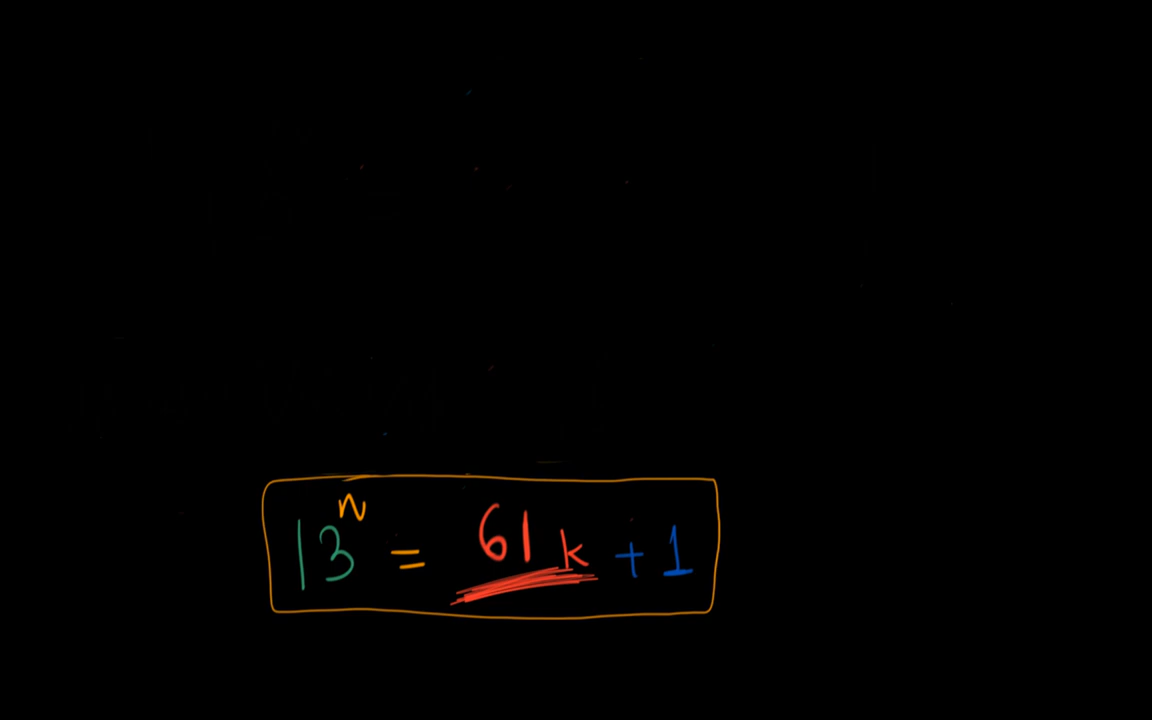 13ⁿ = 61k + 1